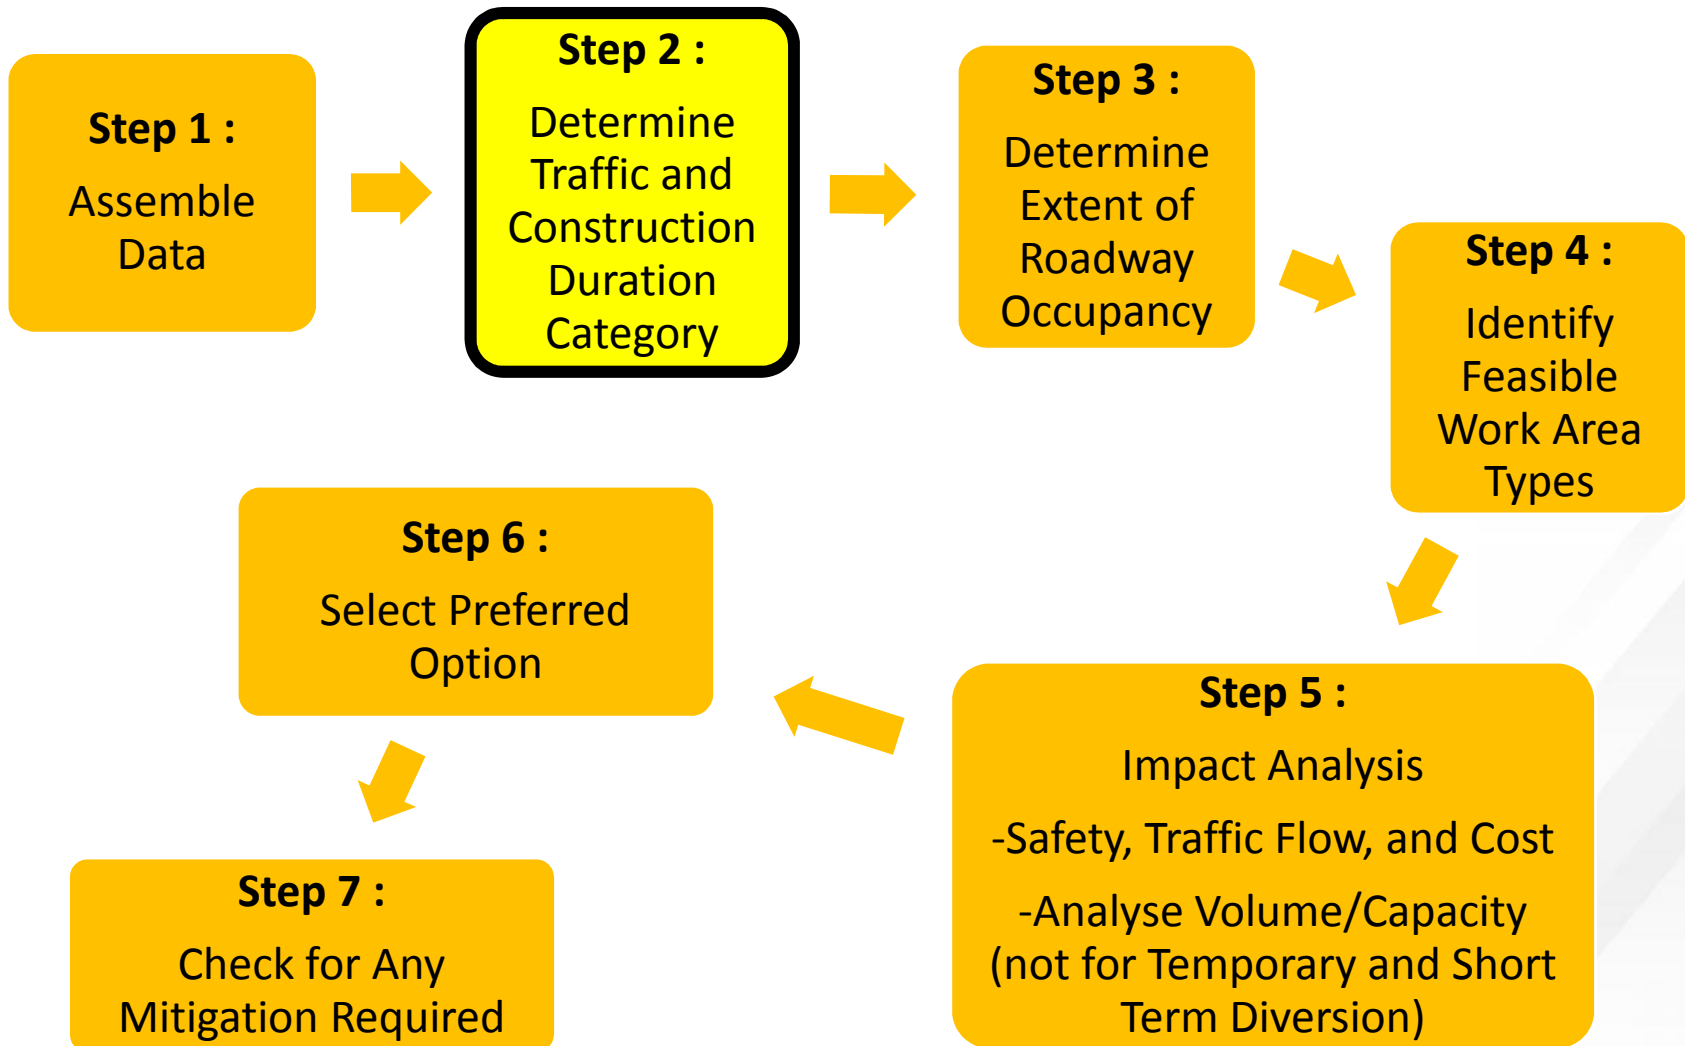 Step 1 :
Assemble
Data
Step 2 :
Determine
Traffic and
Construction
Duration
Category
Step 3 :
Determine
Extent of
Roadway
Occupancy
Step 4 :
Identify
Feasible
Work Area
Types
Step 5 :
Impact Analysis
-Safety, Traffic Flow, and Cost
-Analyse Volume/Capacity
(not for Temporary and Short
Term Diversion)
Step 6 :
Select Preferred
Option
Step 7 :
Check for Any
Mitigation Required